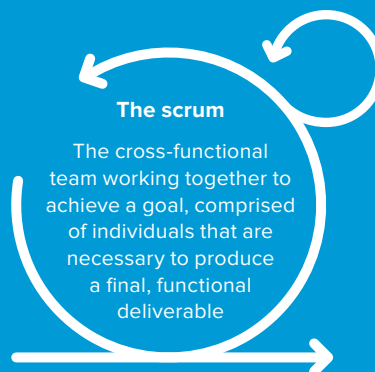 The scrum
The cross-functional
team working together to
achieve a goal, comprised
of individuals that are
necessary to produce
a final, functional
deliverable